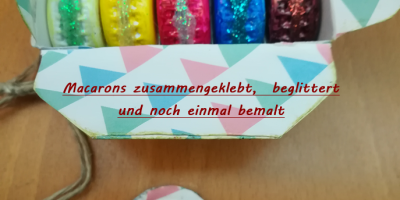 Macarons zusammengeklebt, beglittert
und noch einmal bemalt